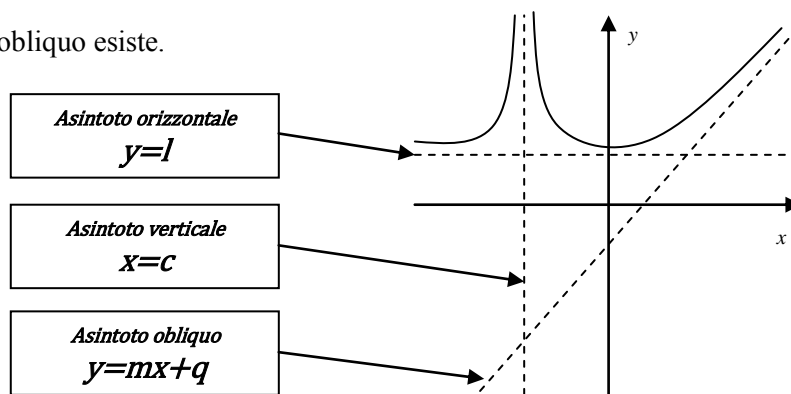 obliquo esiste.
Asintoto orizzontale
y=l
Asintoto verticale
x=c
Asintoto obliquo
y=mx+q
y
x